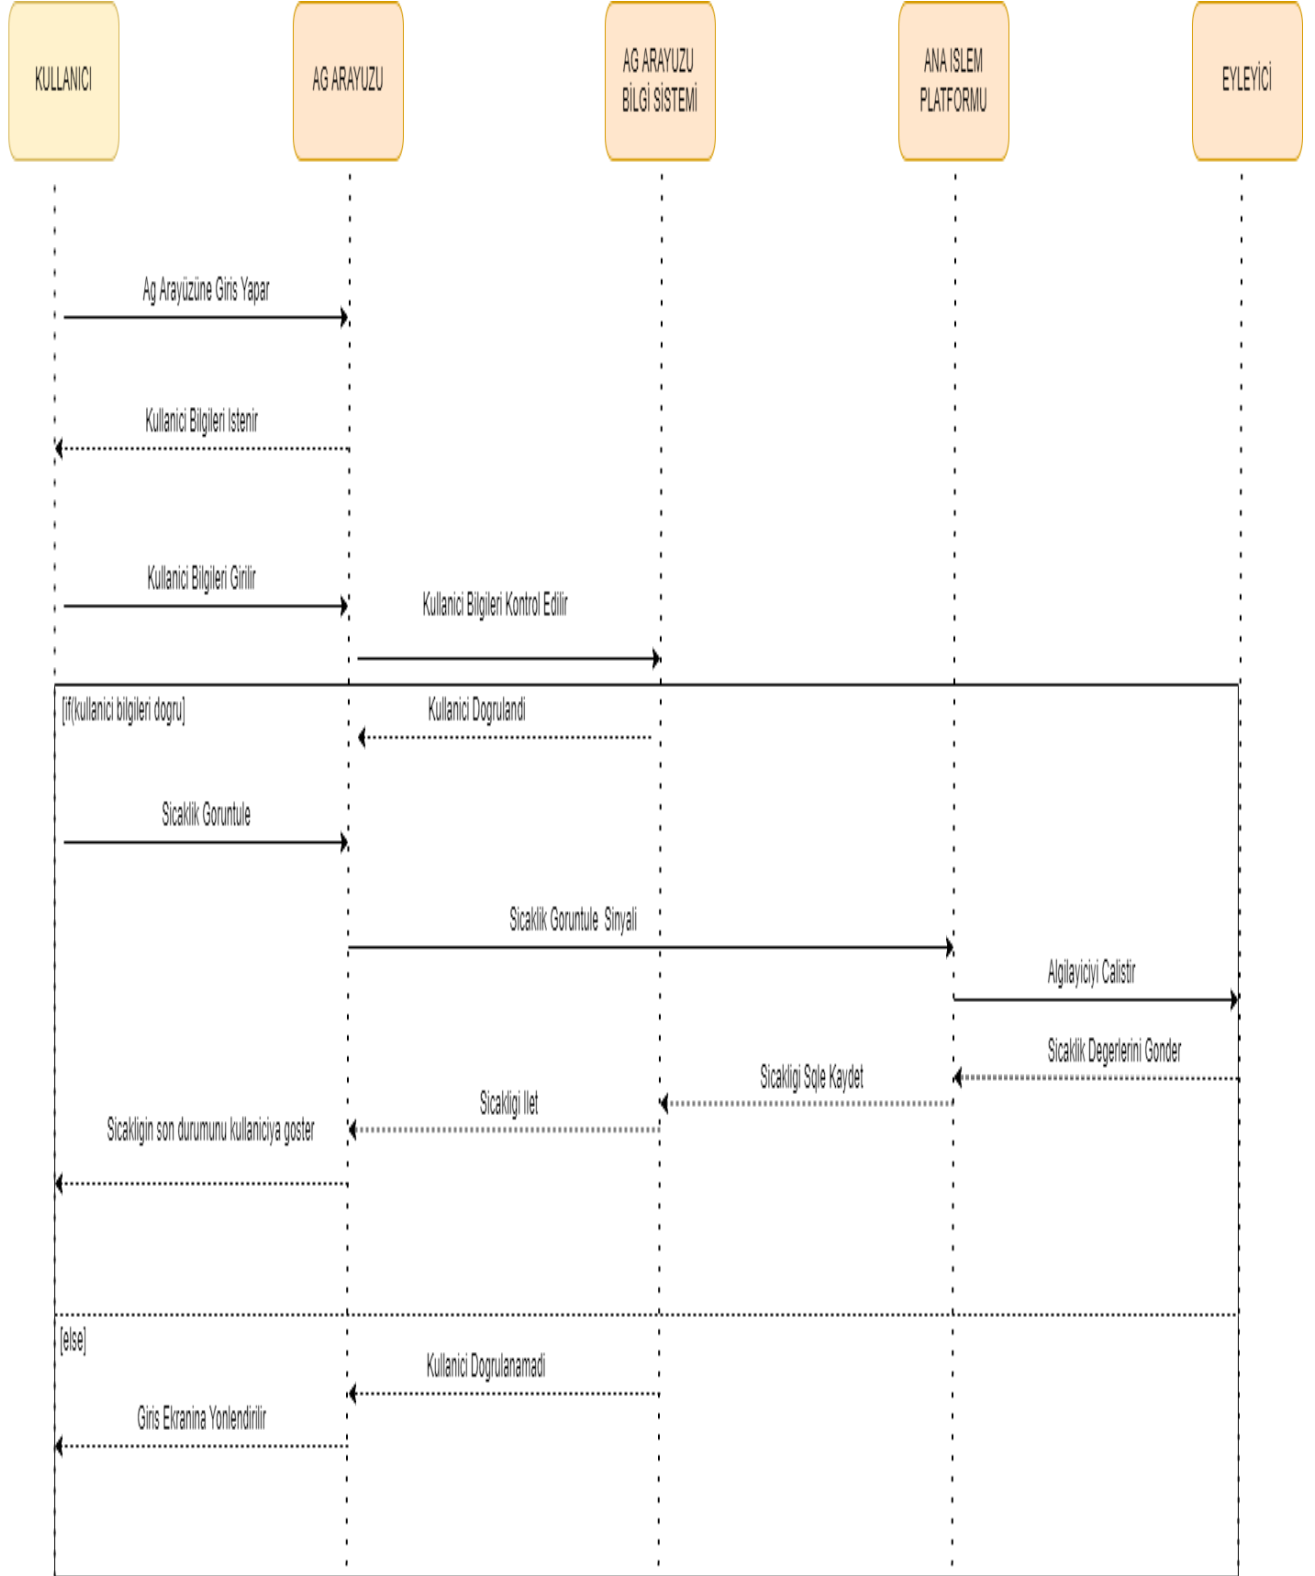 KULLANICI
AG ARAYUZU
AG ARAYUZU
BİLGİ SİSTEMİ
ANA ISLEM
PLATFORMU
EYLEYİCİ
Ag Arayüzüne Giris Yapar
Kullanici Bilgileri Istenir
Kullanici Bilgileri Girilir
Kullanici Bilgileri Kontrol Edilir
[if(kullanici bilgileri dogru]
Kullanici Dogrulandi
Sicaklik Goruntule
Sicaklik Goruntule Sinyali
Algilayiciyi Calistir
Sicaklik Degerlerini Gonder
Sicakligi Sqle Kaydet
Sicakligi Ilet
Sicakligin son durumunu kullaniciya goster
[else]
Kullanici Dogrulanamadi
Giris Ekranina Yonlendirilir